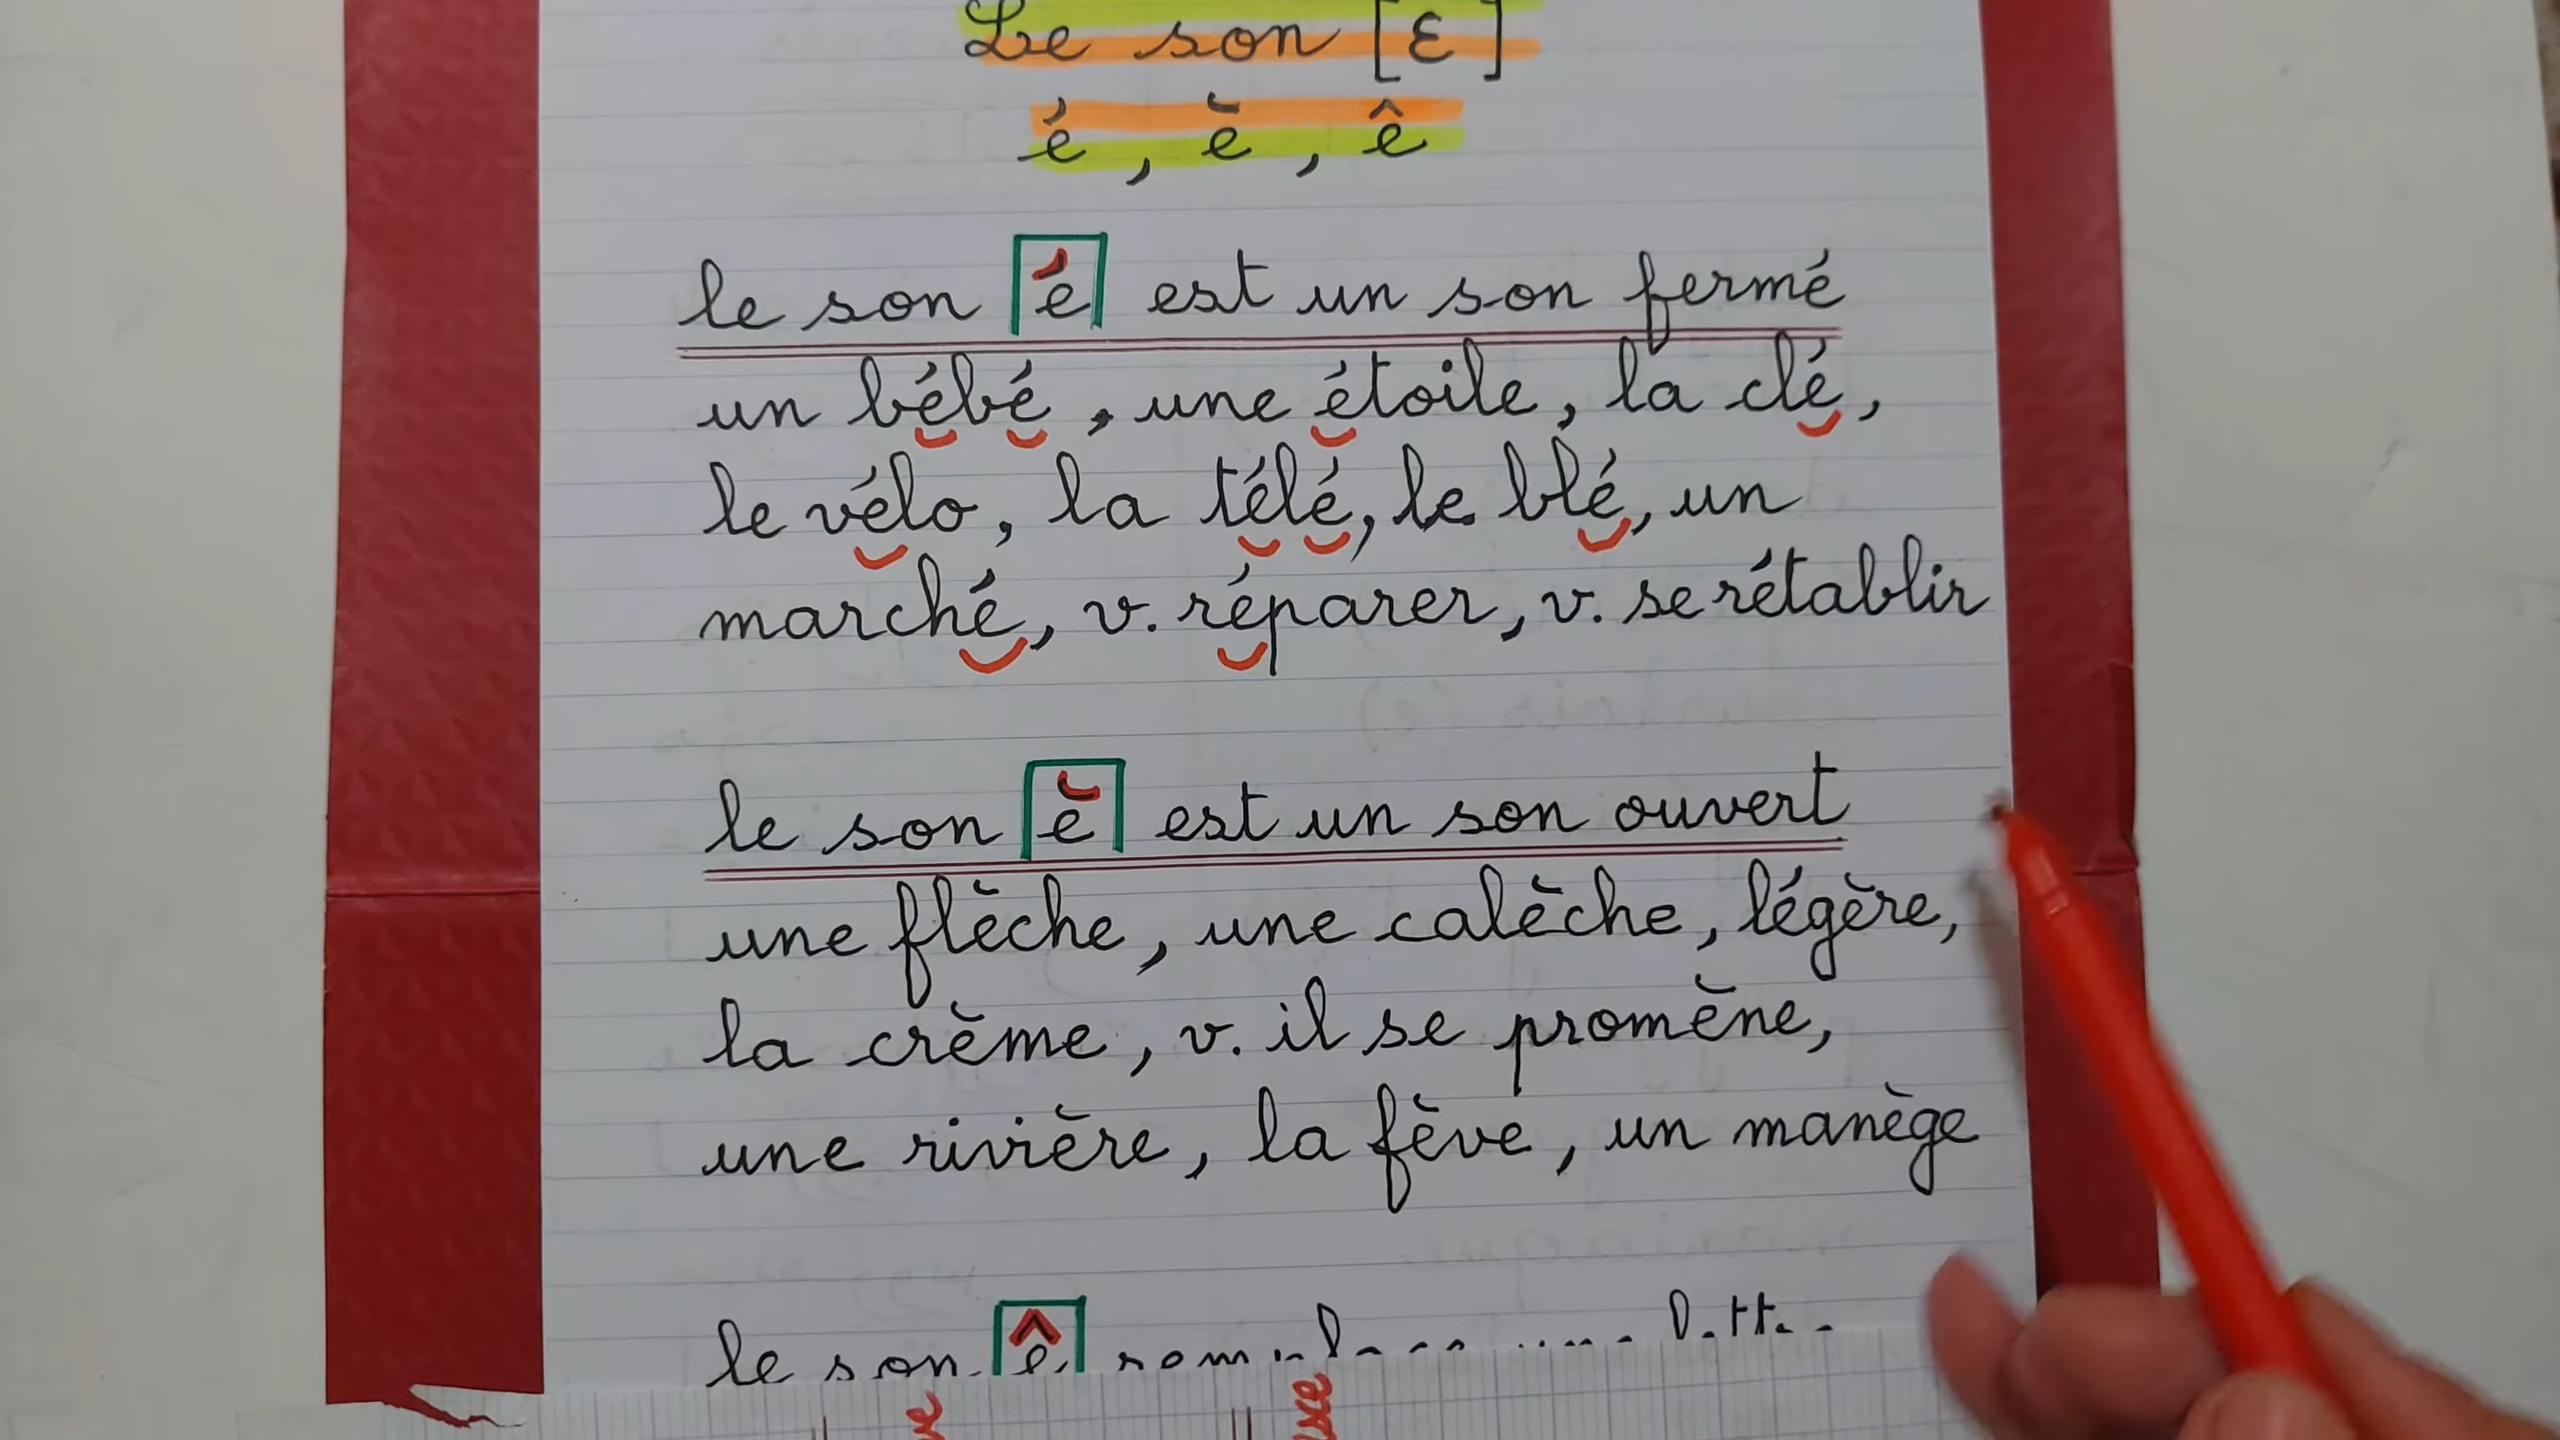 Le son [ɛ]
é, è, ê
le son é est un son fermé
un bébé, une étoile, la clé,
le vélo, la télé, le blé, un
marché, v. réparer, v. se rétablir
le son è est un son ouvert
une flèche, une calèche, légère,
la crème, v. il se promène,
une rivière, la fève, un manège
le son ê